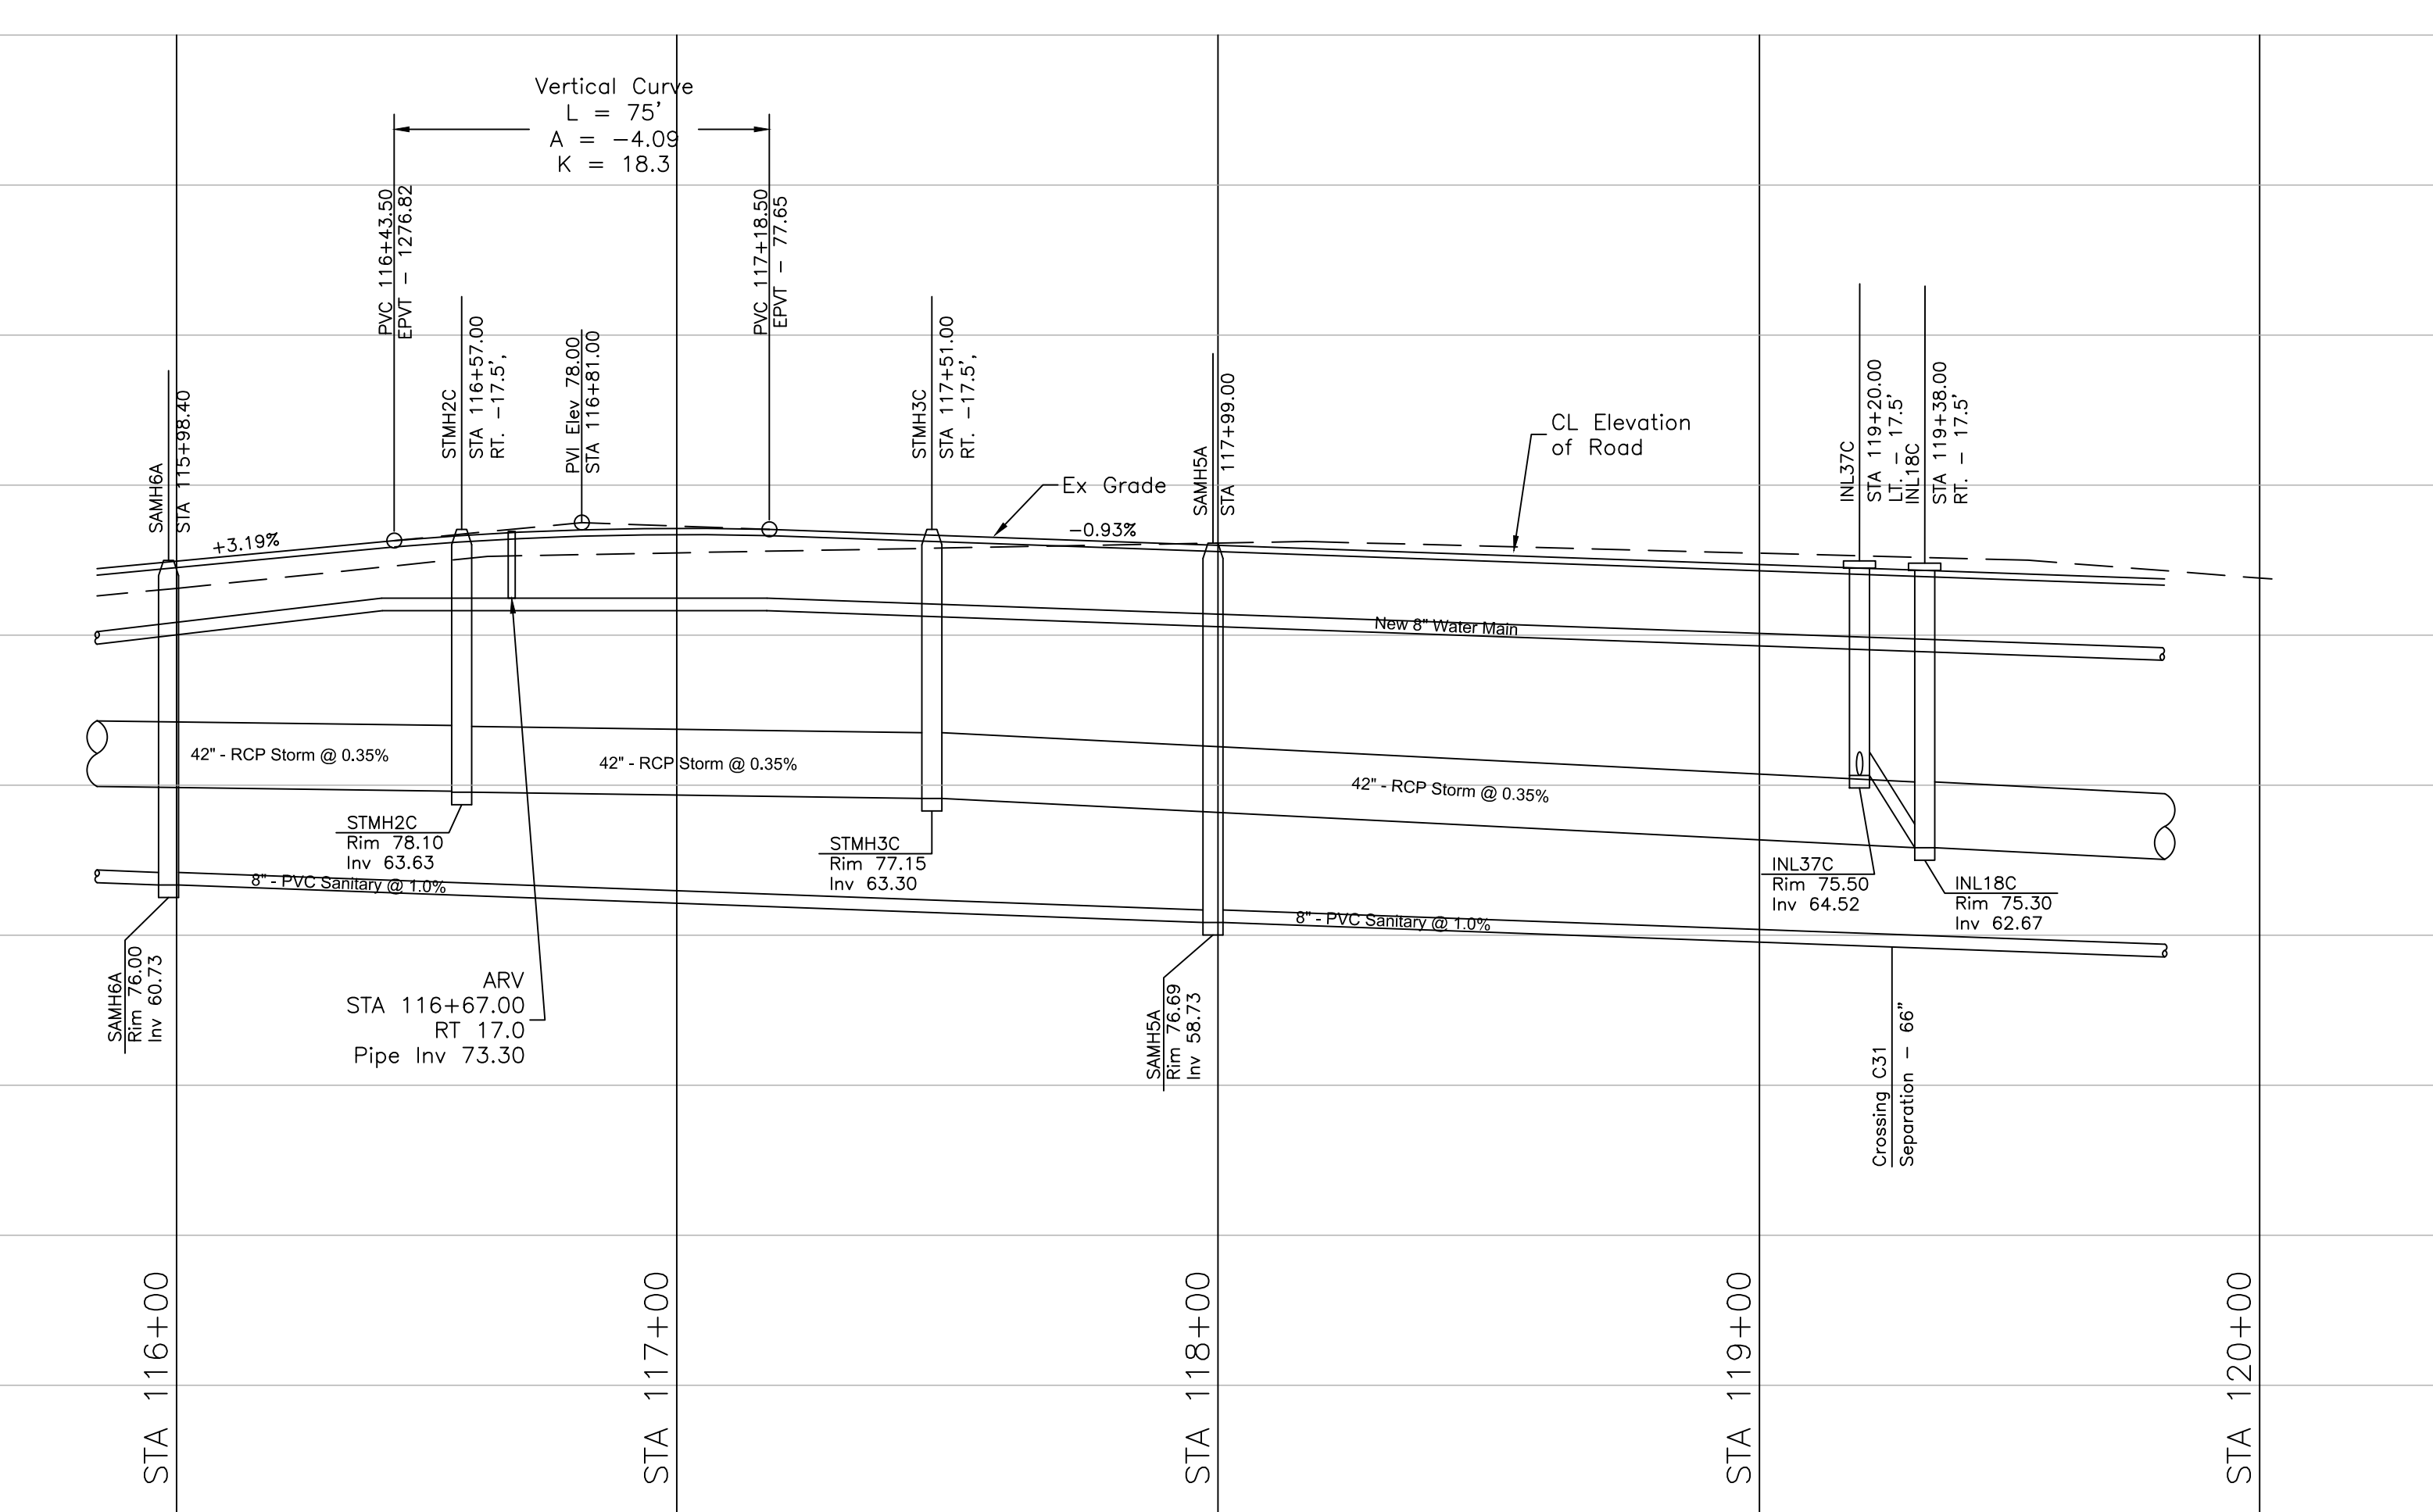 Vertical Curve
L = 75'
A = -4.09
K = 18.3
PVC 116+43.50
EPVT - 1276.82
PVC 117+18.50
EPVT - 77.65
SAMH6A
STA 115+98.40
STMH2C
STA 116+57.00
RT. -17.5',
PVI Elev 78.00
STA 116+81.00
STMH3C
STA 117+51.00
RT. -17.5',
SAMH5A
STA 117+99.00
INL37C
STA 119+20.00
LT. - 17.5'
INL18C
STA 119+38.00
RT. - 17.5'
CL Elevation
of Road
Ex Grade
+3.19%
-0.93%
New 8" Water Main
42" - RCP Storm @ 0.35%
42" - RCP Storm @ 0.35%
42" - RCP Storm @ 0.35%
STMH2C
Rim 78.10
Inv 63.63
STMH3C
Rim 77.15
Inv 63.30
INL37C
Rim 75.50
Inv 64.52
INL18C
Rim 75.30
Inv 62.67
8" - PVC Sanitary @ 1.0%
8" - PVC Sanitary @ 1.0%
SAMH6A
Rim 76.00
Inv 60.73
ARV
STA 116+67.00
RT 17.0
Pipe Inv 73.30
SAMH5A
Rim 76.69
Inv 58.73
Crossing C31
Separation - 66"
STA 116+00
STA 117+00
STA 118+00
STA 119+00
STA 120+00